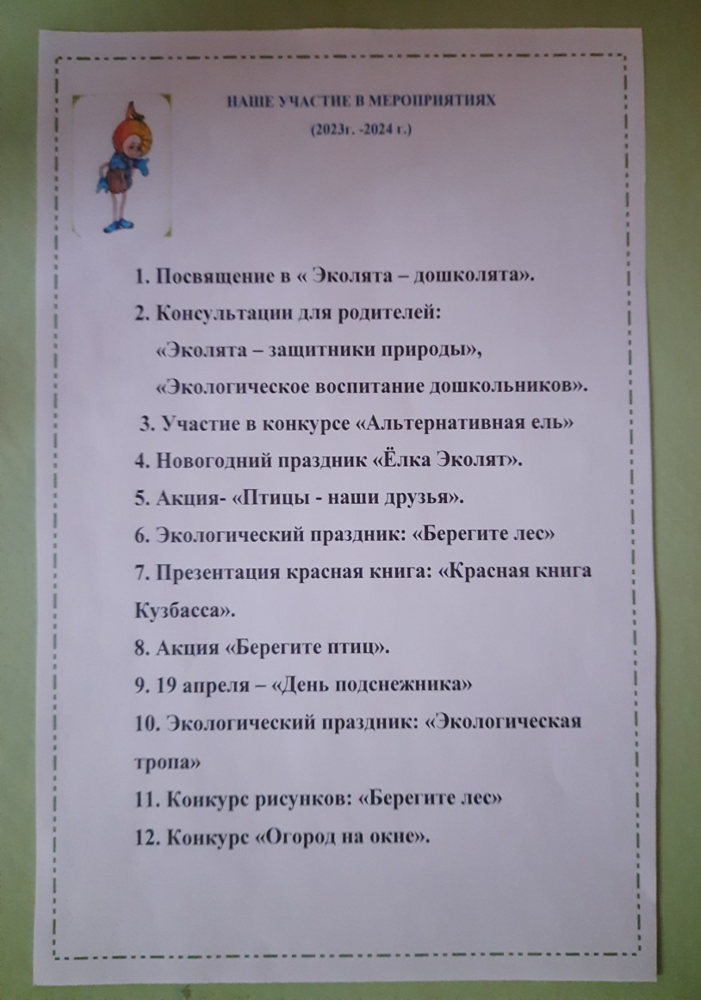 НАШЕ УЧАСТИЕ В МЕРОПРИЯТИЯХ
(2023г. -2024 г.)
1. Посвящение в « Эколята – дошколята».
2. Консультации для родителей:
«Эколята – защитники природы»,
«Экологическое воспитание дошкольников».
3. Участие в конкурсе «Альтернативная ель»
4. Новогодний праздник «Ёлка Эколят».
5. Акция- «Птицы - наши друзья».
6. Экологический праздник: «Берегите лес»
7. Презентация красная книга: «Красная книга
Кузбасса».
8. Акция «Берегите птиц».
9. 19 апреля – «День подснежника»
10. Экологический праздник: «Экологическая
тропа»
11. Конкурс рисунков: «Берегите лес»
12. Конкурс «Огород на окне».